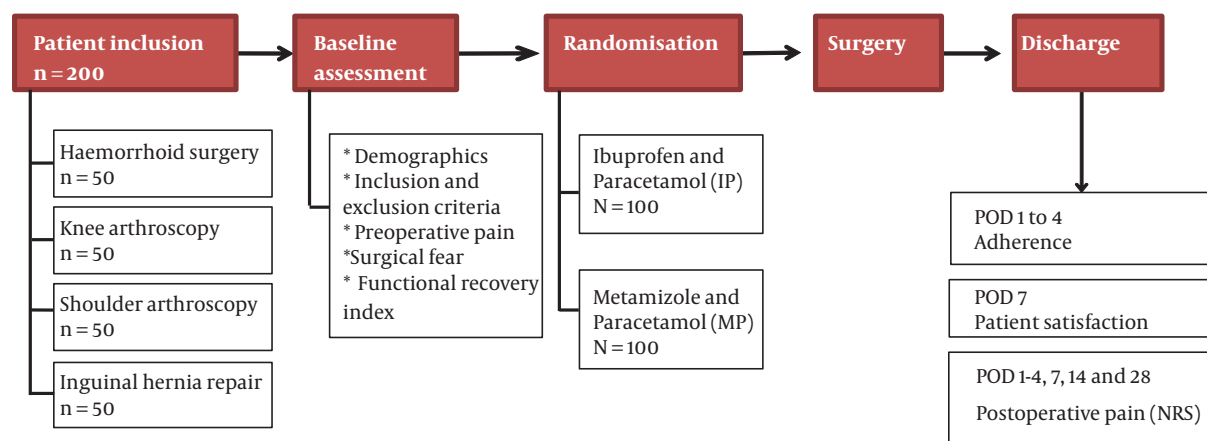 Patient inclusion
n = 200
Baseline
assessment
Randomisation
Surgery
Discharge
Haemorrhoid surgery
n = 50
Knee arthroscopy
n = 50
Shoulder arthroscopy
n = 50
Inguinal hernia repair
n = 50
* Demographics
* Inclusion and
exclusion criteria
* Preoperative pain
*Surgical fear
* Functional recovery
index
Ibuprofen and
Paracetamol (IP)
N = 100
Metamizole and
Paracetamol (MP)
N = 100
POD 1 to 4
Adherence
POD 7
Patient satisfaction
POD 1-4, 7, 14 and 28
Postoperative pain (NRS)